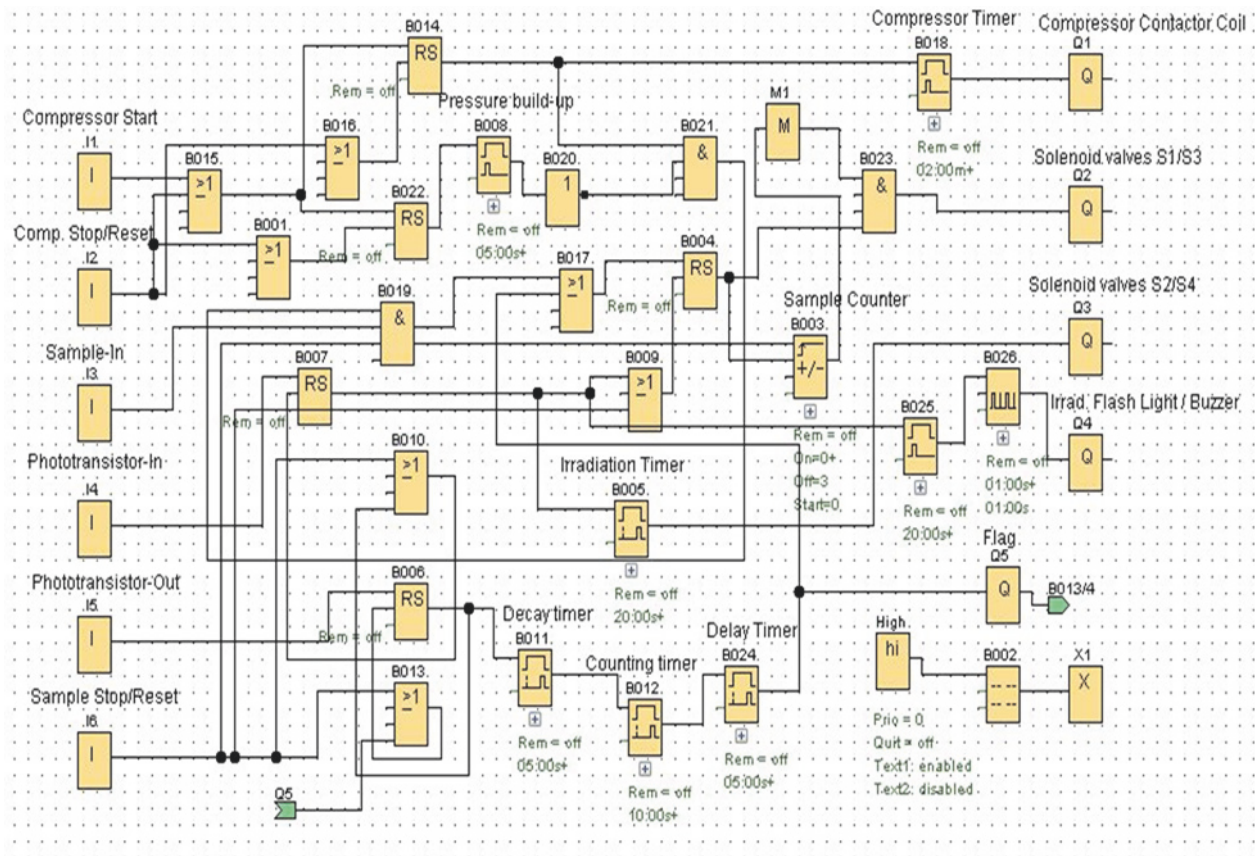 Compressor Timer
Compressor Contactor Coil
B014
RS
Rem = off
B018
Q1
Q
Rem = off
02:00m+
Compressor Start
I1
I
B015
>1
B016
>1
Pressure build-up
B008
Rem = off
05:00s+
B020
1
B021
&
M1
M
B023
&
Solenoid valves S1/S3
Q2
Q
B022
RS
Rem = off
Comp. Stop/Reset
I2
I
B001
>1
B017
>1
B004
RS
Rem = off
Solenoid valves S2/S4
Q3
Q
B019
&
Sample Counter
B003
+/-
Rem = off
On=0+
Off=3
Start=0
Sample-In
I3
I
B007
RS
Rem = off
B009
>1
B026
Rem = off
01:00s+
01:00s
B025
Rem = off
20:00s+
Irrad. Flash Light / Buzzer
Q4
Q
Phototransistor-In
I4
I
B010
>1
Irradiation Timer
B005
Rem = off
20:00s+
Flag
Q5
Q
B013/4
Phototransistor-Out
I5
I
B006
RS
Rem = off
Decay timer
B011
Rem = off
05:00s+
Counting timer
B012
Rem = off
10:00s+
Delay Timer
B024
Rem = off
05:00s+
High
hi
Prio = 0
Quit = off
Text1: enabled
Text2: disabled
B002
X1
X
Sample Stop/Reset
I6
I
B013
>1
Q5